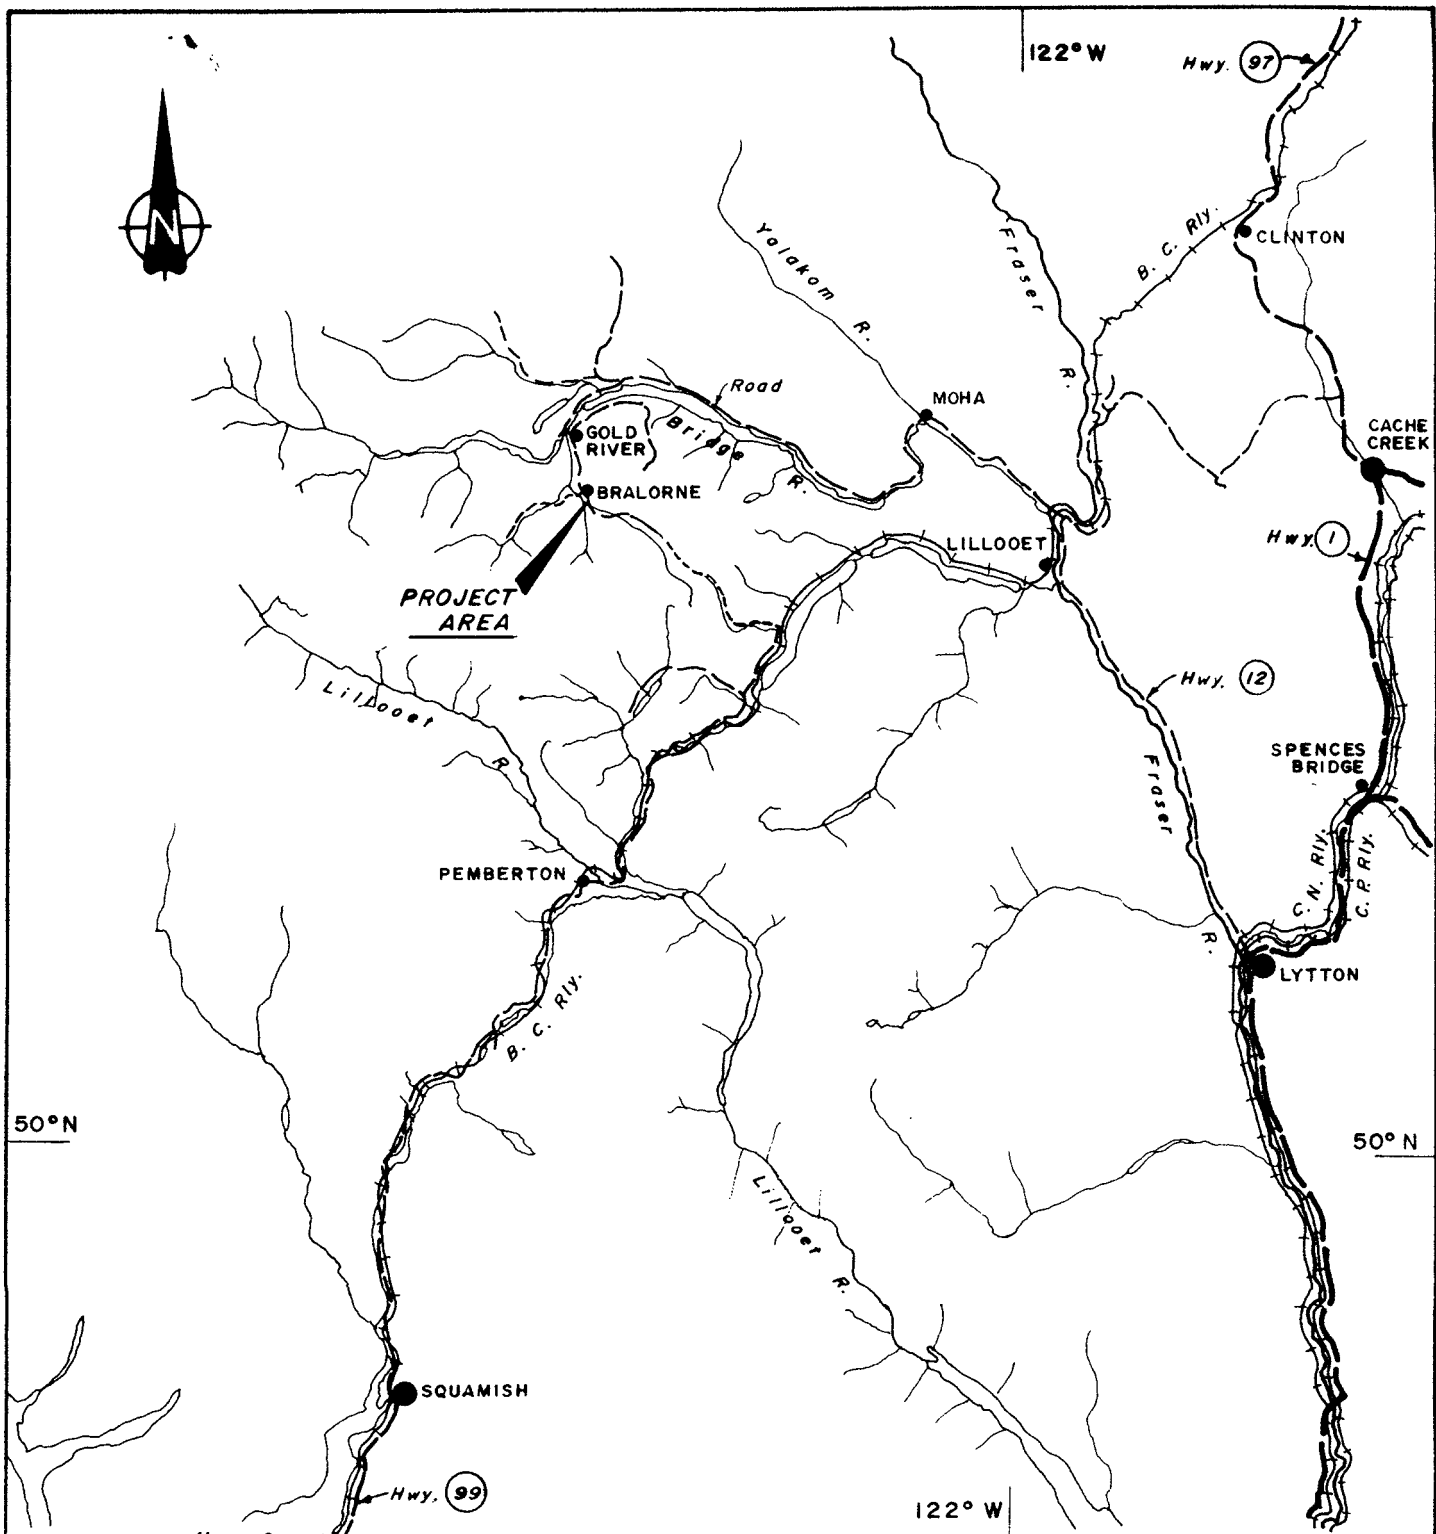 122° W
Hwy. 97
N
Yalakom R.
Fraser R.
B. C. Rly.
CLINTON
Road
MOHA
GOLD
RIVER
Bridge R.
CACHE
CREEK
BRALORNE
LILLOOET
Hwy. 1
PROJECT
AREA
Hwy. 12
Lillooet R.
SPENCES
BRIDGE
Fraser R.
PEMBERTON
C. N. Rly.
C. P. Rly.
LYTTON
B. C. Rly.
50° N
50° N
Lillooet R.
SQUAMISH
Hwy. 99
122° W